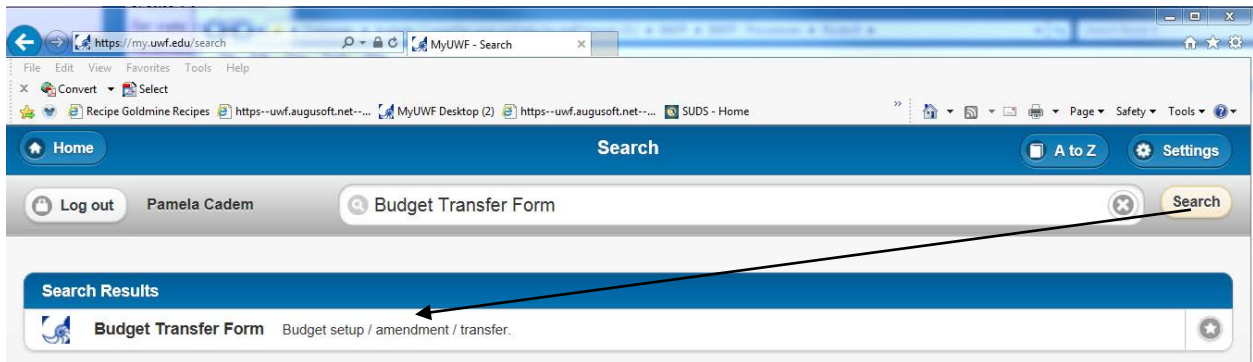 https://my.uwf.edu/search MyUWF - Search
File Edit View Favorites Tools Help
x Convert Select
Recipe Goldmine Recipes https--uwf.augusoft.net--... MyUWF Desktop (2) https--uwf.augusoft.net--... SUDS - Home » Page Safety Tools
Home Search A to Z Settings
Log out Pamela Cadem Budget Transfer Form Search
Search Results
Budget Transfer Form Budget setup / amendment / transfer.